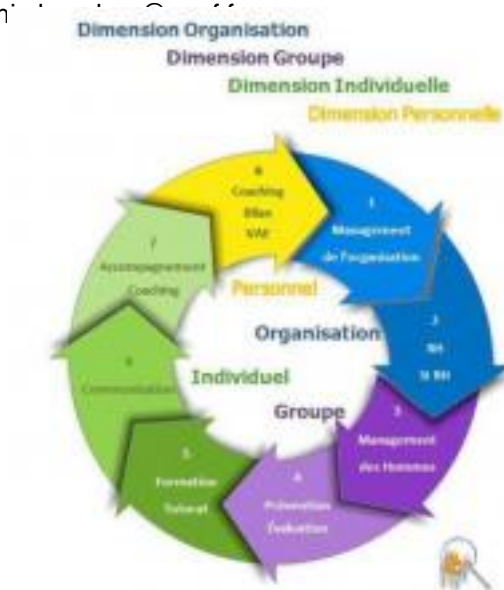 Dimension Organisation
Dimension Groupe
Dimension Individuelle
Dimension Personnelle
8
Coaching
Bilan
VAE
1
Management
de l'organisation
2
RH
SI RH
3
Management
des Hommes
4
Prévention
Évaluation
5
Formation
Tutorat
6
Communication
7
Accompagnement
Coaching
Personnel
Organisation
Individuel
Groupe